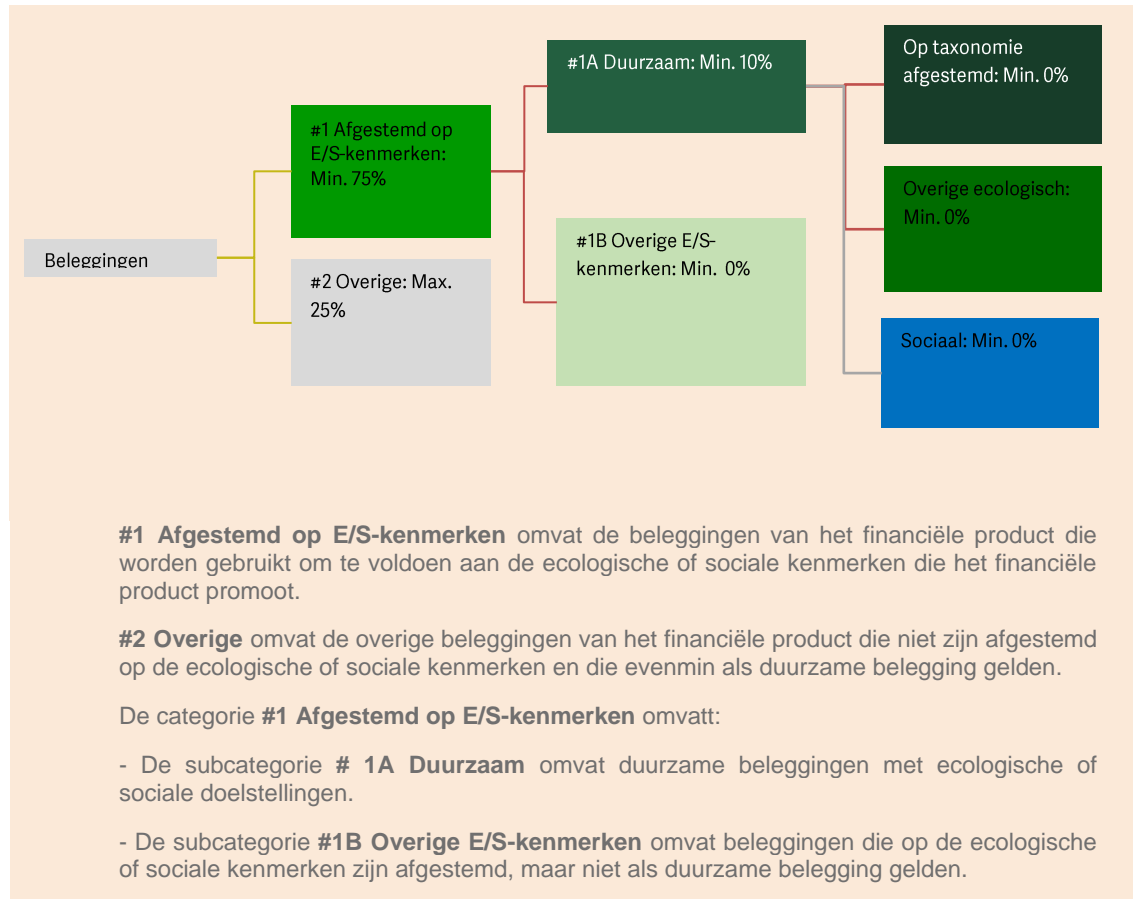 Beleggingen
#1 Afgestemd op
E/S-kenmerken:
Min. 75%
#2 Overige: Max.
25%
#1A Duurzaam: Min. 10%
#1B Overige E/S-
kenmerken: Min. 0%
Op taxonomie
afgestemd: Min. 0%
Overige ecologisch:
Min. 0%
Sociaal: Min. 0%
#1 Afgestemd op E/S-kenmerken omvat de beleggingen van het financiële product die
worden gebruikt om te voldoen aan de ecologische of sociale kenmerken die het financiële
product promoot.
#2 Overige omvat de overige beleggingen van het financiële product die niet zijn afgestemd
op de ecologische of sociale kenmerken en die evenmin als duurzame belegging gelden.
De categorie #1 Afgestemd op E/S-kenmerken omvatt:
- De subcategorie # 1A Duurzaam omvat duurzame beleggingen met ecologische of
sociale doelstellingen.
- De subcategorie #1B Overige E/S-kenmerken omvat beleggingen die op de ecologische
of sociale kenmerken zijn afgestemd, maar niet als duurzame belegging gelden.